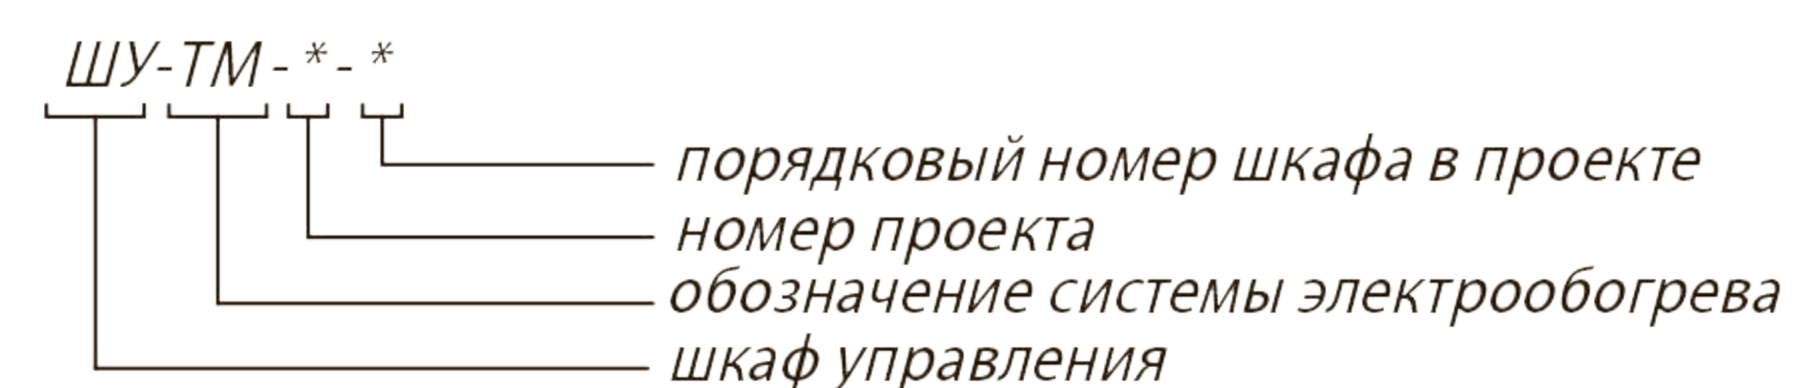 ШУ-ТМ-*-*
порядковый номер шкафа в проекте
номер проекта
обозначение системы электрообогрева
шкаф управления